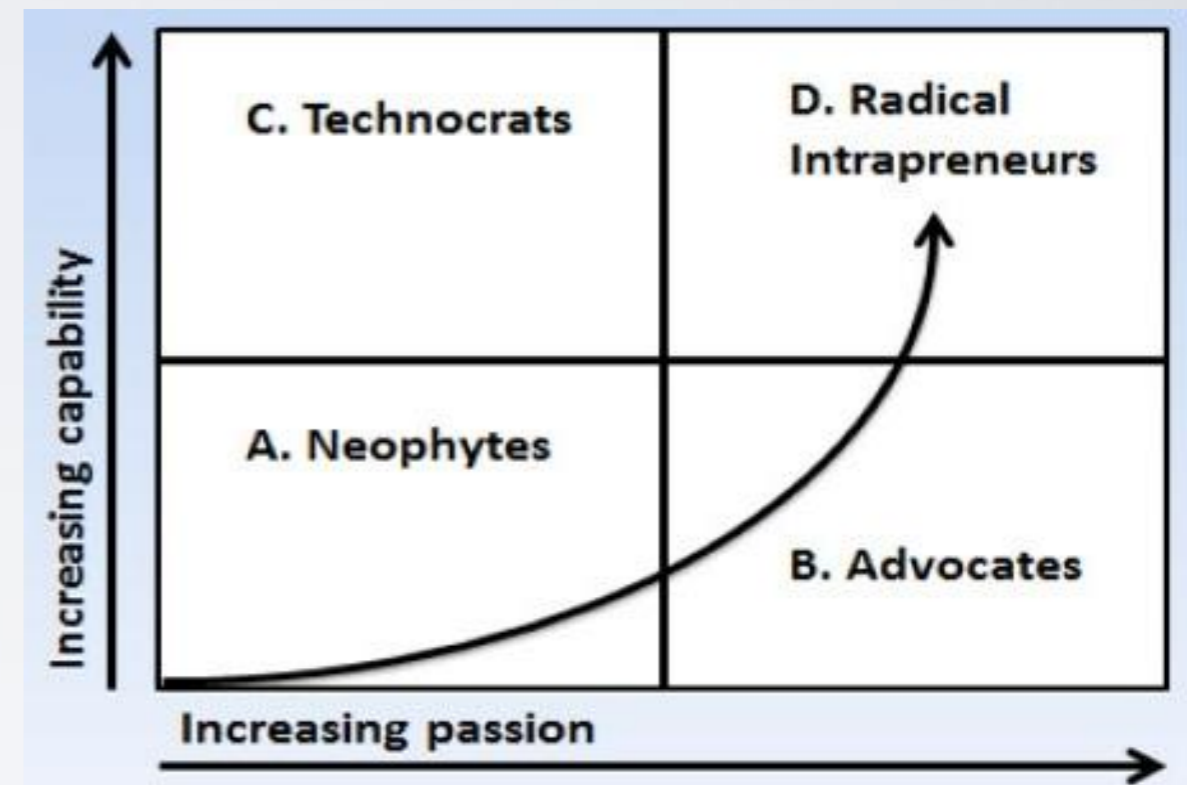 C. Technocrats
D. Radical
Intrapreneurs
A. Neophytes
B. Advocates
Increasing capability
Increasing passion